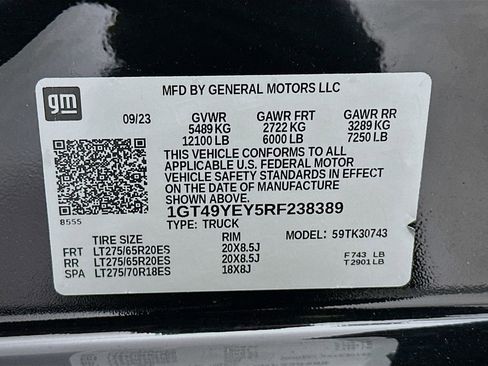 gm
MFD BY GENERAL MOTORS LLC
09/23 GVWR GAWR FRT GAWR RR
5489 KG 2722 KG 3289 KG
12100 LB 6000 LB 7250 LB
THIS VEHICLE CONFORMS TO ALL
APPLICABLE U.S. FEDERAL MOTOR
VEHICLE SAFETY STANDARDS IN
EFFECT ON THE DATE OF
MANUFACTURE SHOWN ABOVE.
8555
1GT49YEY5RF238389
TYPE: TRUCK
TIRE SIZE RIM MODEL: 59TK30743
FRT LT275/65R20ES 20X8.5J F 743 LB
RR LT275/65R20ES 20X8.5J T 2901 LB
SPA LT275/70R18ES 18X8J